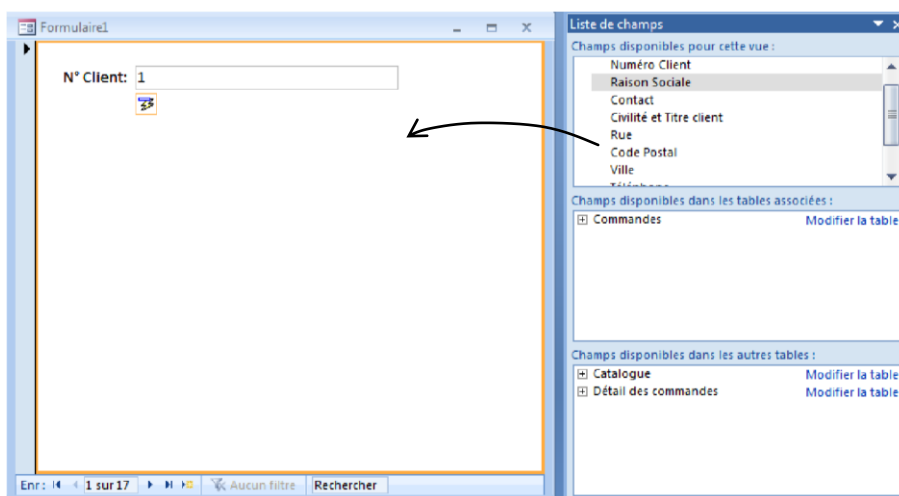 Formulaire1
N° Client: 1
Enr : 1 sur 17 Aucun filtre Rechercher
Liste de champs
Champs disponibles pour cette vue :
Numéro Client
Raison Sociale
Contact
Civilité et Titre client
Rue
Code Postal
Ville
Téléphone
Champs disponibles dans les tables associées :
Commandes Modifier la table
Champs disponibles dans les autres tables :
Catalogue Modifier la table
Détail des commandes Modifier la table